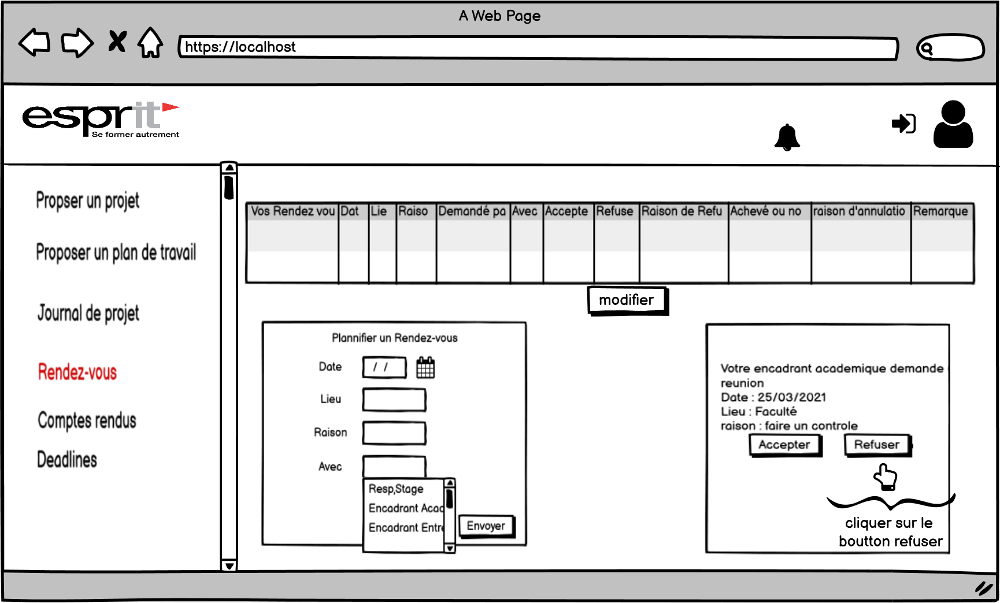 A Web Page
https://localhost
esprit
Se former autrement
Propser un projet
Proposer un plan de travail
Journal de projet
Rendez-vous
Comptes rendus
Deadlines
Vos Rendez vou Dat Lie Raiso Demandé pa Avec Accepte Refuse Raison de Refu Achevé ou no raison d'annulatio Remarque
modifier
Plannifier un Rendez-vous
Date / /
Lieu
Raison
Avec
Resp,Stage
Encadrant Acad
Encadrant Entre
Envoyer
Votre encadrant academique demande
reunion
Date : 25/03/2021
Lieu : Faculté
raison : faire un controle
Accepter Refuser
cliquer sur le
boutton refuser